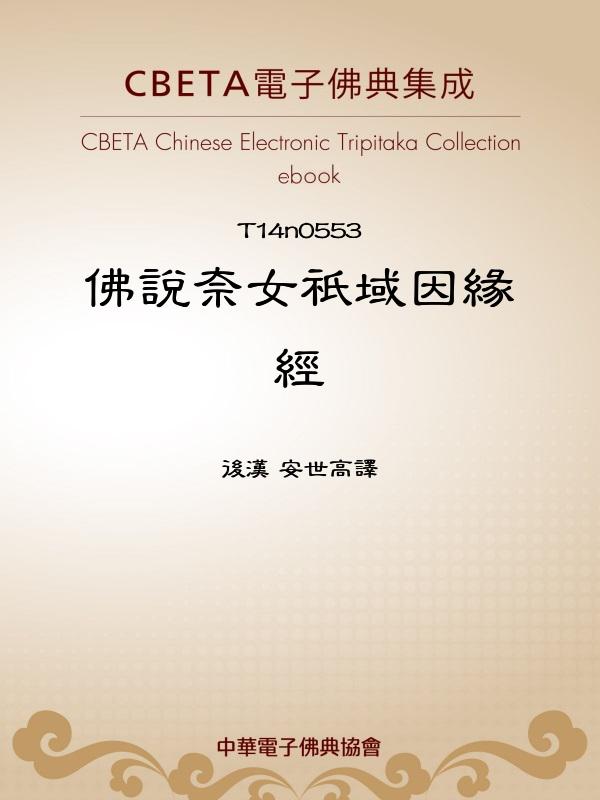 CBETA電子佛典集成
CBETA Chinese Electronic Tripitaka Collection
ebook
T14n0553
佛說奈女祇域因緣
經
後漢 安世高譯
中華電子佛典協會